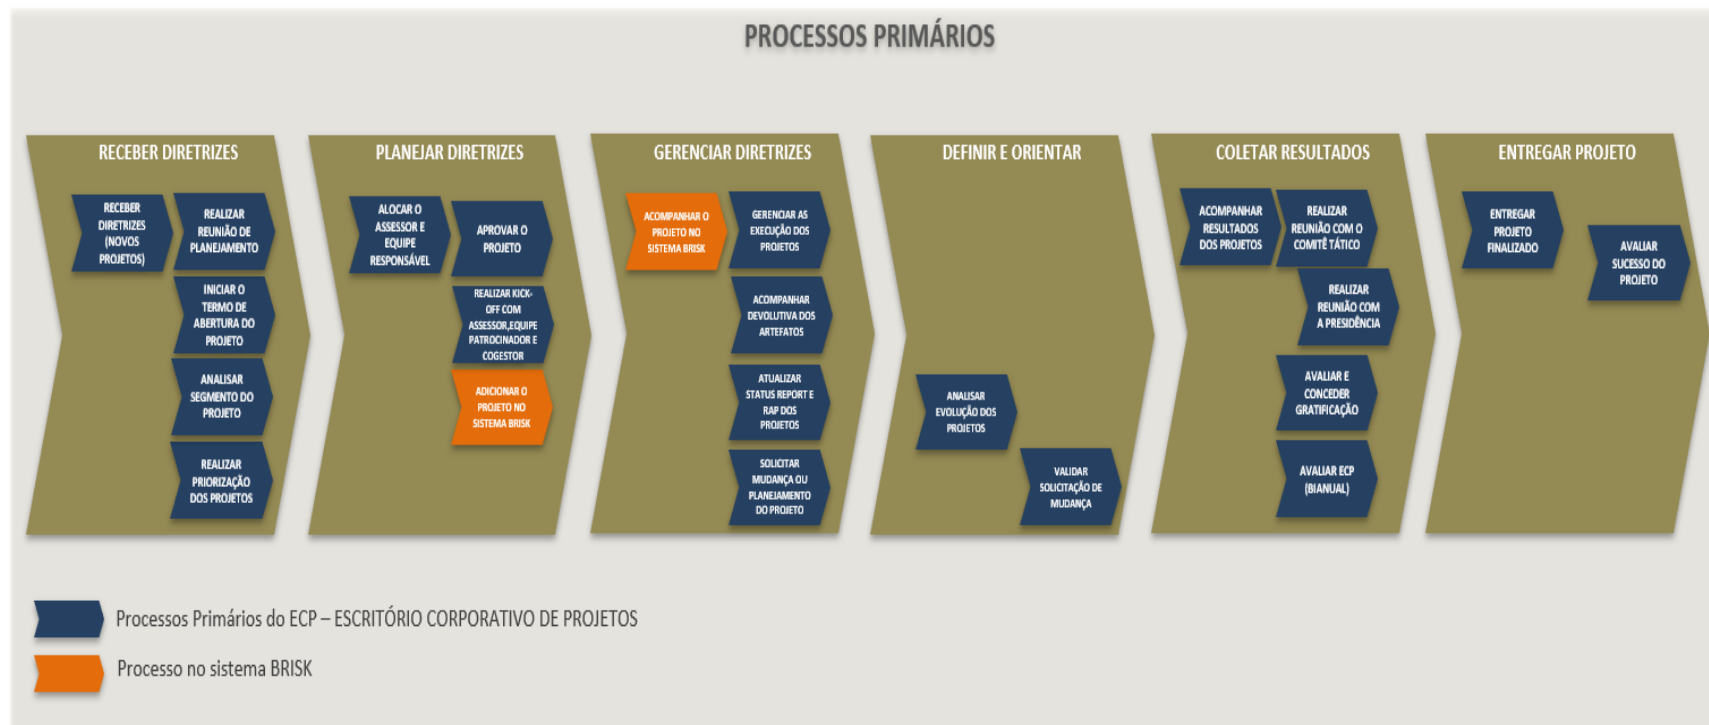 PROCESSOS PRIMÁRIOS
RECEBER DIRETRIZES
RECEBER
DIRETRIZES
(NOVOS
PROJETOS)
REALIZAR
REUNIÃO DE
PLANEJAMENTO
INICIAR O
TERMO DE
ABERTURA DO
PROJETO
ANALISAR
SEGMENTO DO
PROJETO
REALIZAR
PRIORIZAÇÃO
DOS PROJETOS
PLANEJAR DIRETRIZES
ALOCAR O
ASSESSOR E
EQUIPE
RESPONSÁVEL
APROVAR O
PROJETO
REALIZAR KICK-
OFF COM
ASSESSOR,EQUIPE
PATROCINADOR E
COGESTOR
ADICIONAR O
PROJETO NO
SISTEMA BRISK
GERENCIAR DIRETRIZES
ACOMPANHAR O
PROJETO NO
SISTEMA BRISK
GERENCIAR AS
EXECUÇÃO DOS
PROJETOS
ACOMPANHAR
DEVOLUTIVA DOS
ARTEFATOS
ATUALIZAR
STATUS REPORT E
RAP DOS
PROJETOS
SOLICITAR
MUDANÇA OU
PLANEJAMENTO
DO PROJETO
DEFINIR E ORIENTAR
ANALISAR
EVOLUÇÃO DOS
PROJETOS
VALIDAR
SOLICITAÇÃO DE
MUDANÇA
COLETAR RESULTADOS
ACOMPANHAR
RESULTADOS
DOS PROJETOS
REALIZAR
REUNIÃO COM O
COMITÊ TÁTICO
REALIZAR
REUNIÃO COM
A PRESIDÊNCIA
AVALIAR E
CONCEDER
GRATIFICAÇÃO
AVALIAR ECP
(BIANUAL)
ENTREGAR PROJETO
ENTREGAR
PROJETO
FINALIZADO
AVALIAR
SUCESSO DO
PROJETO
Processos Primários do ECP – ESCRITÓRIO CORPORATIVO DE PROJETOS
Processo no sistema BRISK